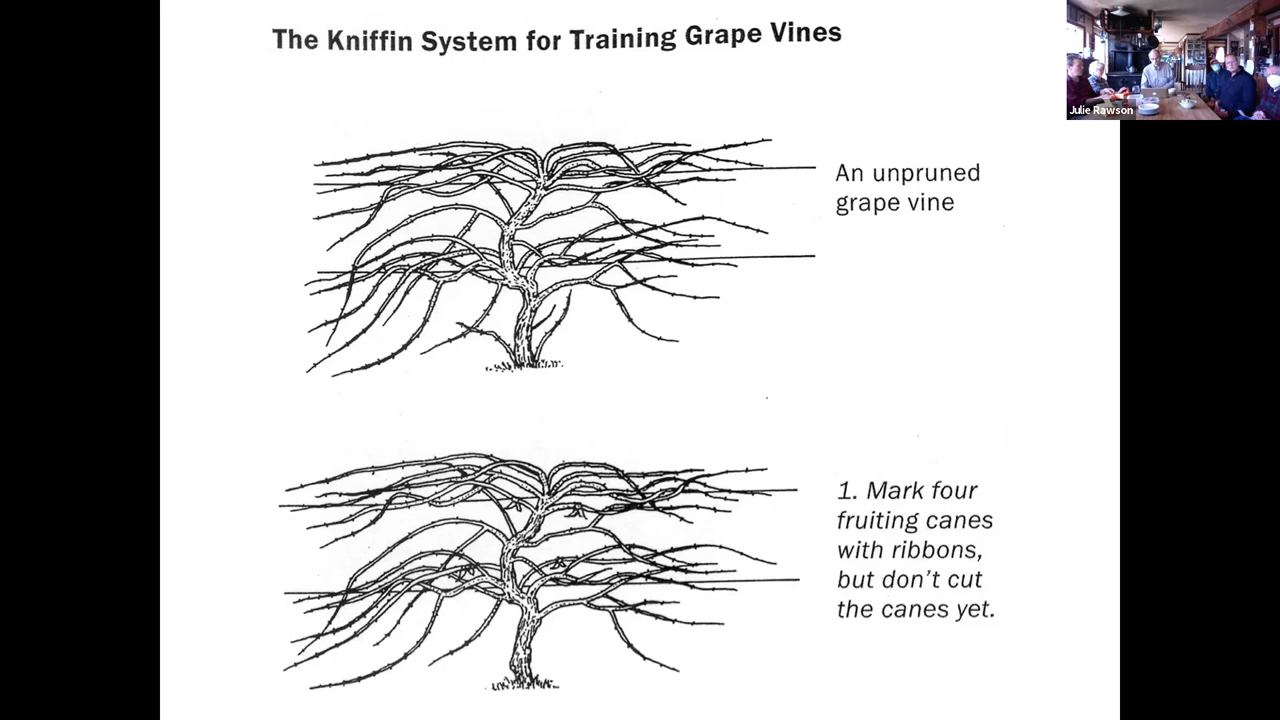 The Kniffin System for Training Grape Vines
Julie Rawson
An unpruned
grape vine
1. Mark four
fruiting canes
with ribbons,
but don't cut
the canes yet.